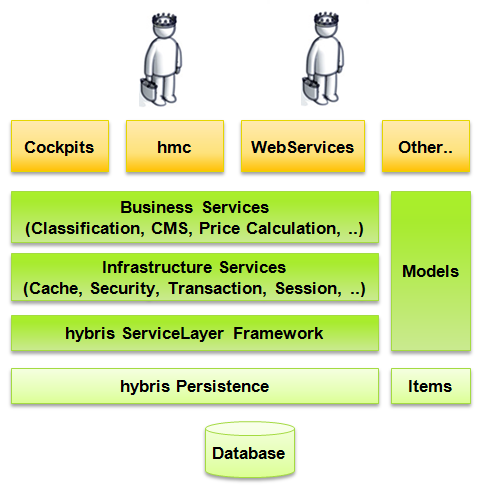 Cockpits
hmc
WebServices
Other..
Business Services
(Classification, CMS, Price Calculation, ..)
Infrastructure Services
(Cache, Security, Transaction, Session, ..)
Models
hybris ServiceLayer Framework
hybris Persistence
Items
Database